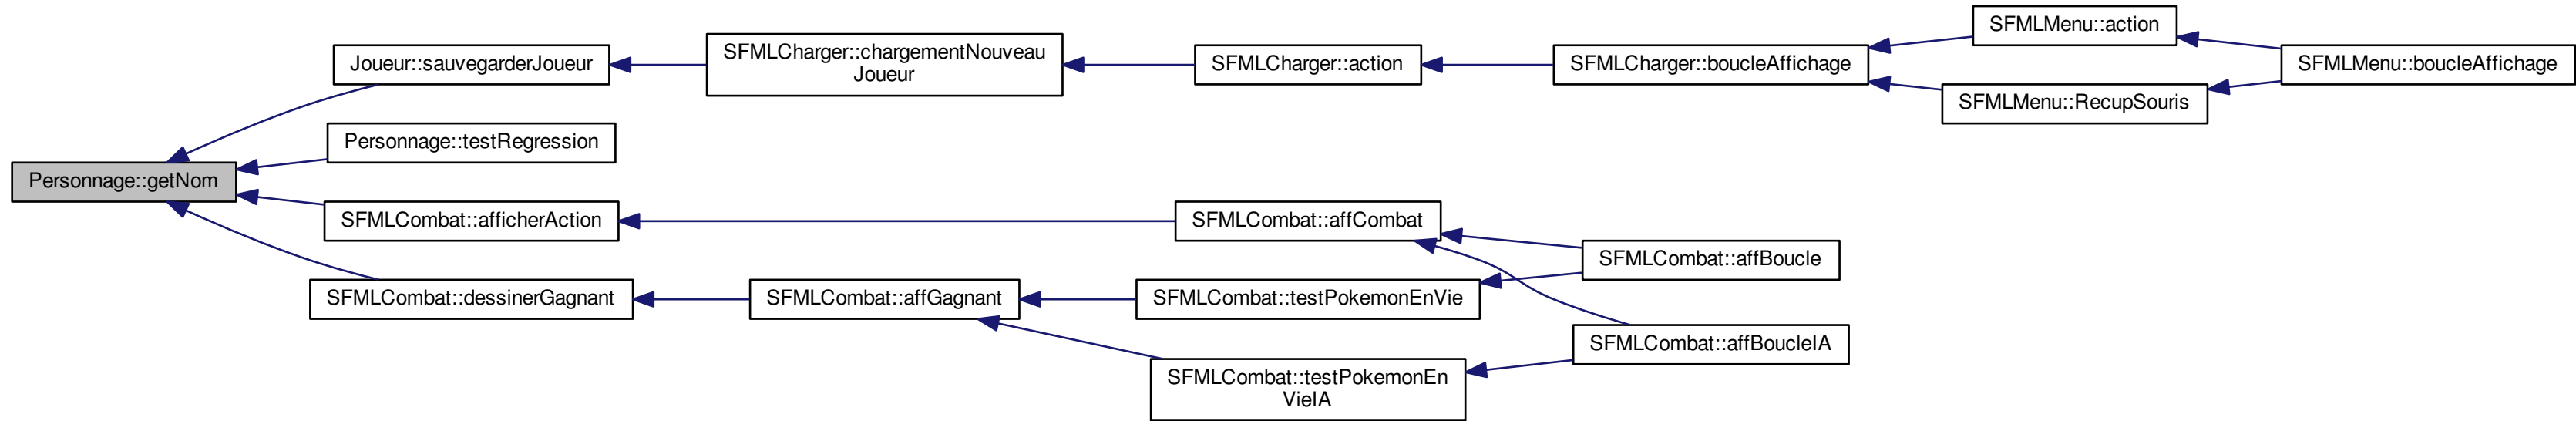 SFMLMenu::action
SFMLCharger::chargementNouveau
Joueur
Joueur::sauvegarderJoueur
SFMLCharger::action
SFMLCharger::boucleAffichage
SFMLMenu::boucleAffichage
SFMLMenu::RecupSouris
Personnage::testRegression
Personnage::getNom
SFMLCombat::afficherAction
SFMLCombat::affCombat
SFMLCombat::affBoucle
SFMLCombat::dessinerGagnant
SFMLCombat::affGagnant
SFMLCombat::testPokemonEnVie
SFMLCombat::affBoucleIA
SFMLCombat::testPokemonEn
VieIA